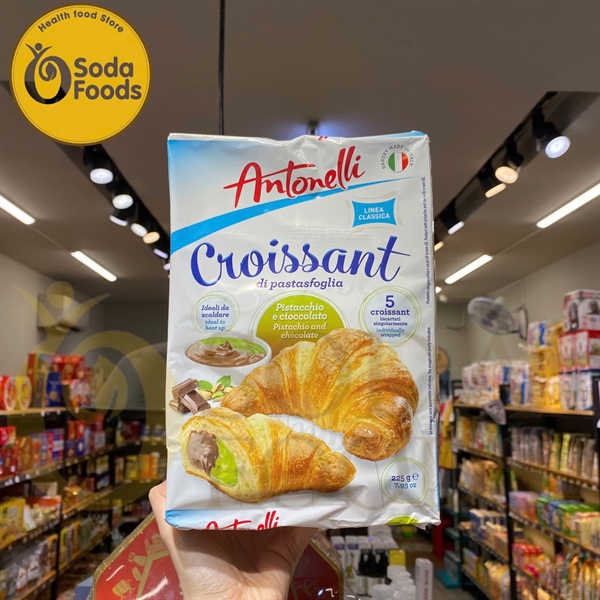 Health food Store
Soda
Foods
Antonelli
BAKERY MADE IN ITALY
LINEA
CLASSICA
Croissant
di pastasfoglia
Ideali da
scaldare
ideal to
heat up
Pistacchio
e cioccolato
Pistachio and
chocolate
5
croissant
incartati
singolarmente
individually
wrapped
225 g e
7.93 oz
Antonelli